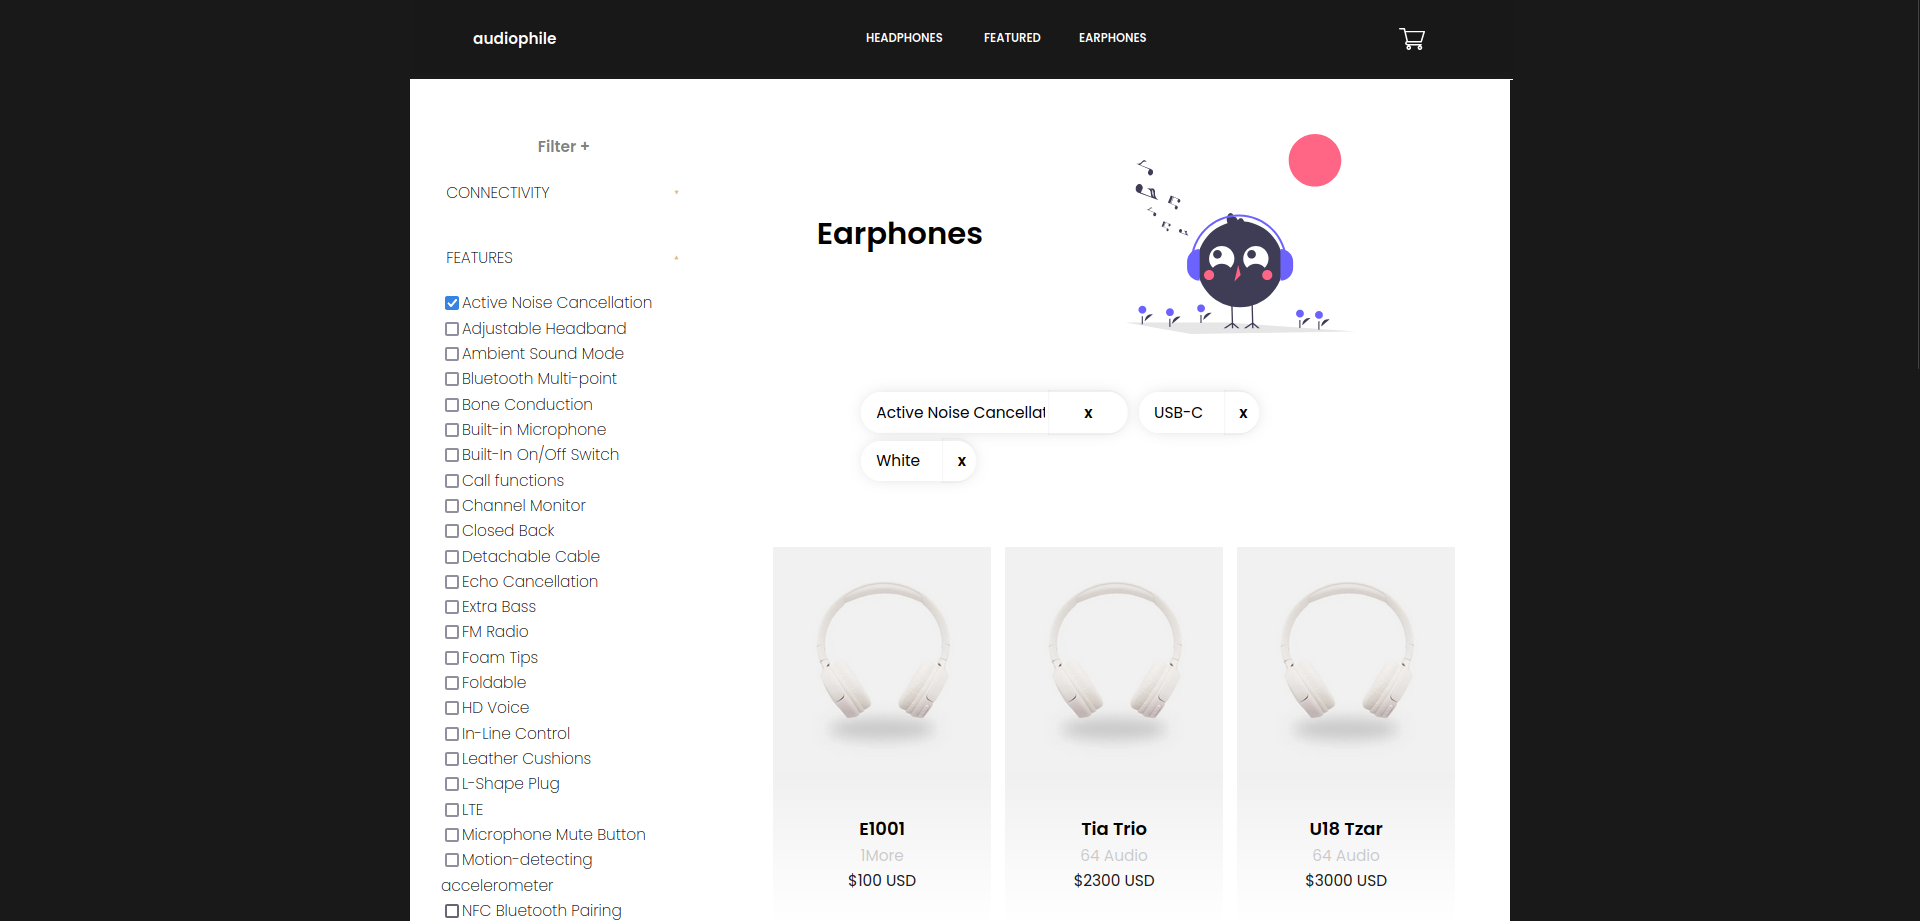 audiophile
HEADPHONES
FEATURED
EARPHONES
Filter +
CONNECTIVITY
FEATURES
Active Noise Cancellation
Adjustable Headband
Ambient Sound Mode
Bluetooth Multi-point
Bone Conduction
Built-in Microphone
Built-In On/Off Switch
Call functions
Channel Monitor
Closed Back
Detachable Cable
Echo Cancellation
Extra Bass
FM Radio
Foam Tips
Foldable
HD Voice
In-Line Control
Leather Cushions
L-Shape Plug
LTE
Microphone Mute Button
Motion-detecting
accelerometer
NFC Bluetooth Pairing
Earphones
Active Noise Cancellat x
USB-C x
White x
E1001
1More
$100 USD
Tia Trio
64 Audio
$2300 USD
U18 Tzar
64 Audio
$3000 USD